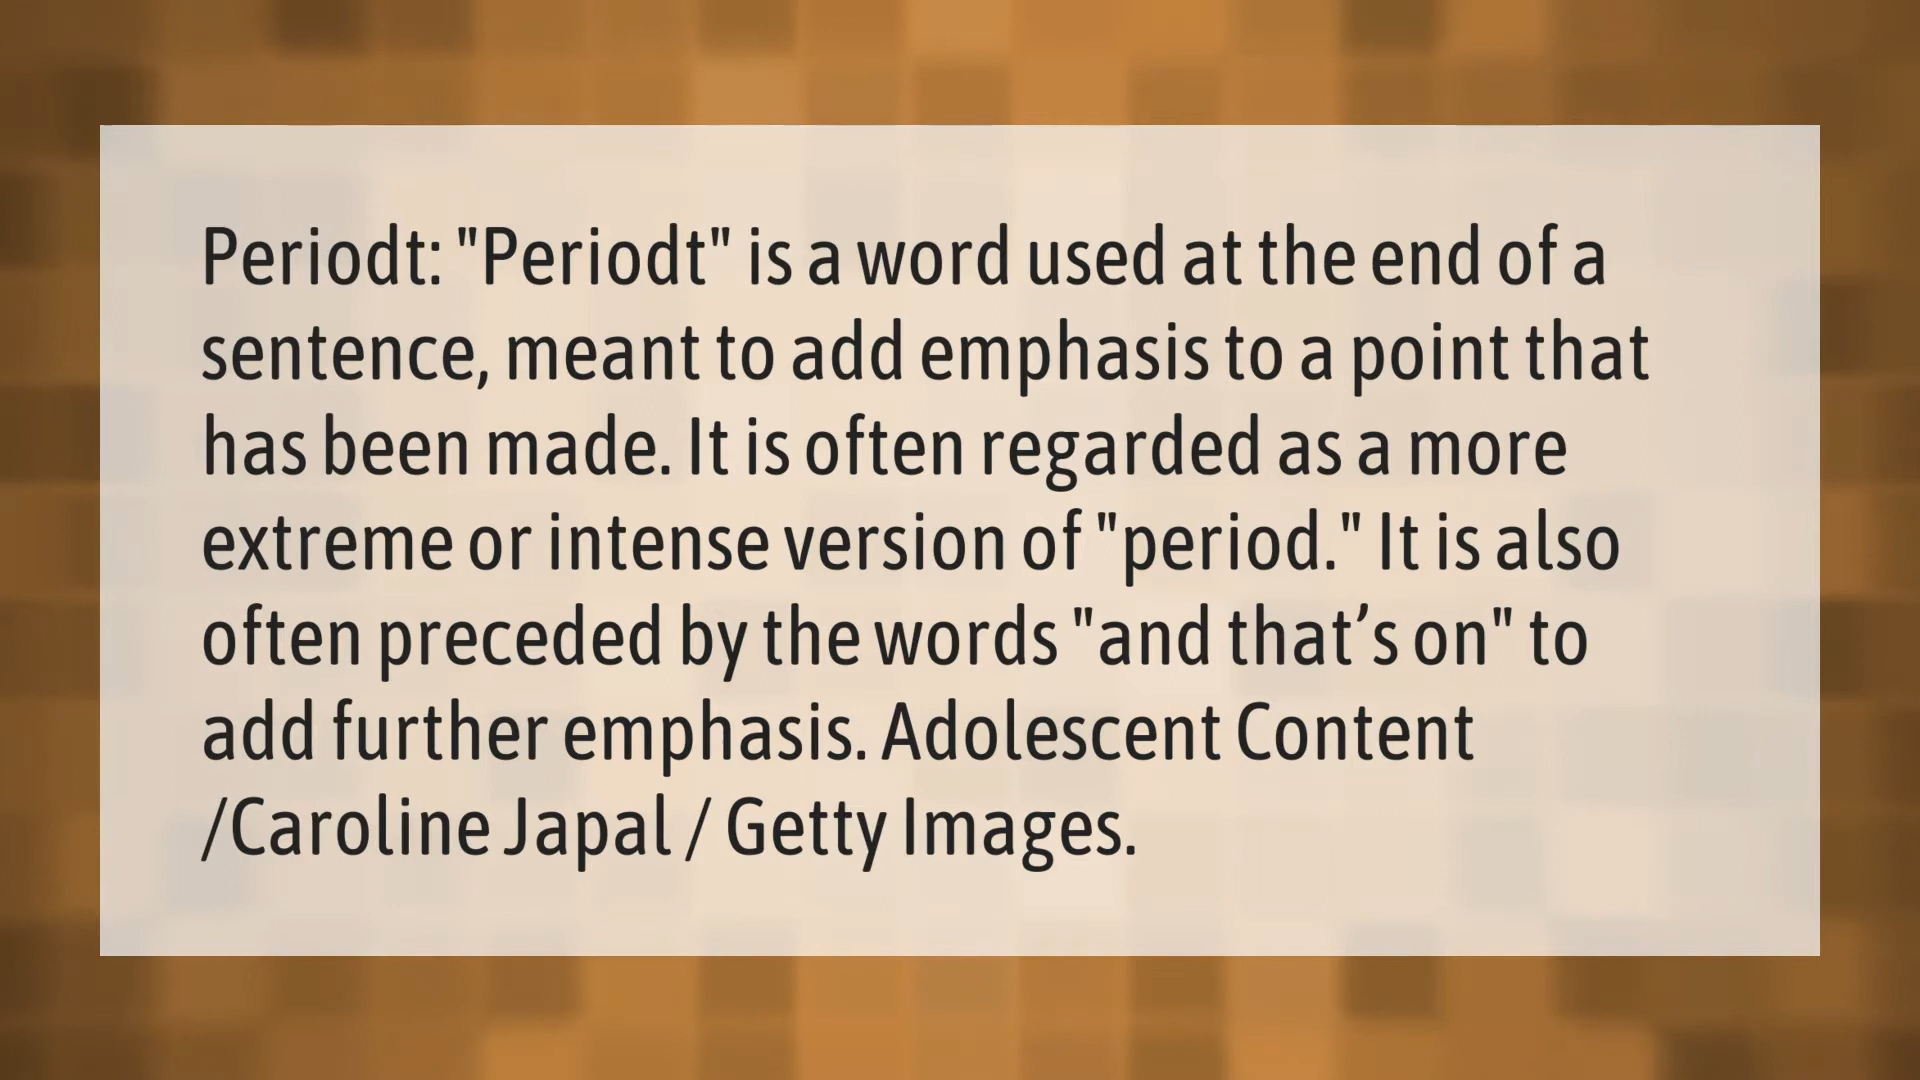 Periodt: "Periodt" is a word used at the end of a
sentence, meant to add emphasis to a point that
has been made. It is often regarded as a more
extreme or intense version of "period." It is also
often preceded by the words "and that’s on" to
add further emphasis. Adolescent Content
/Caroline Japal / Getty Images.